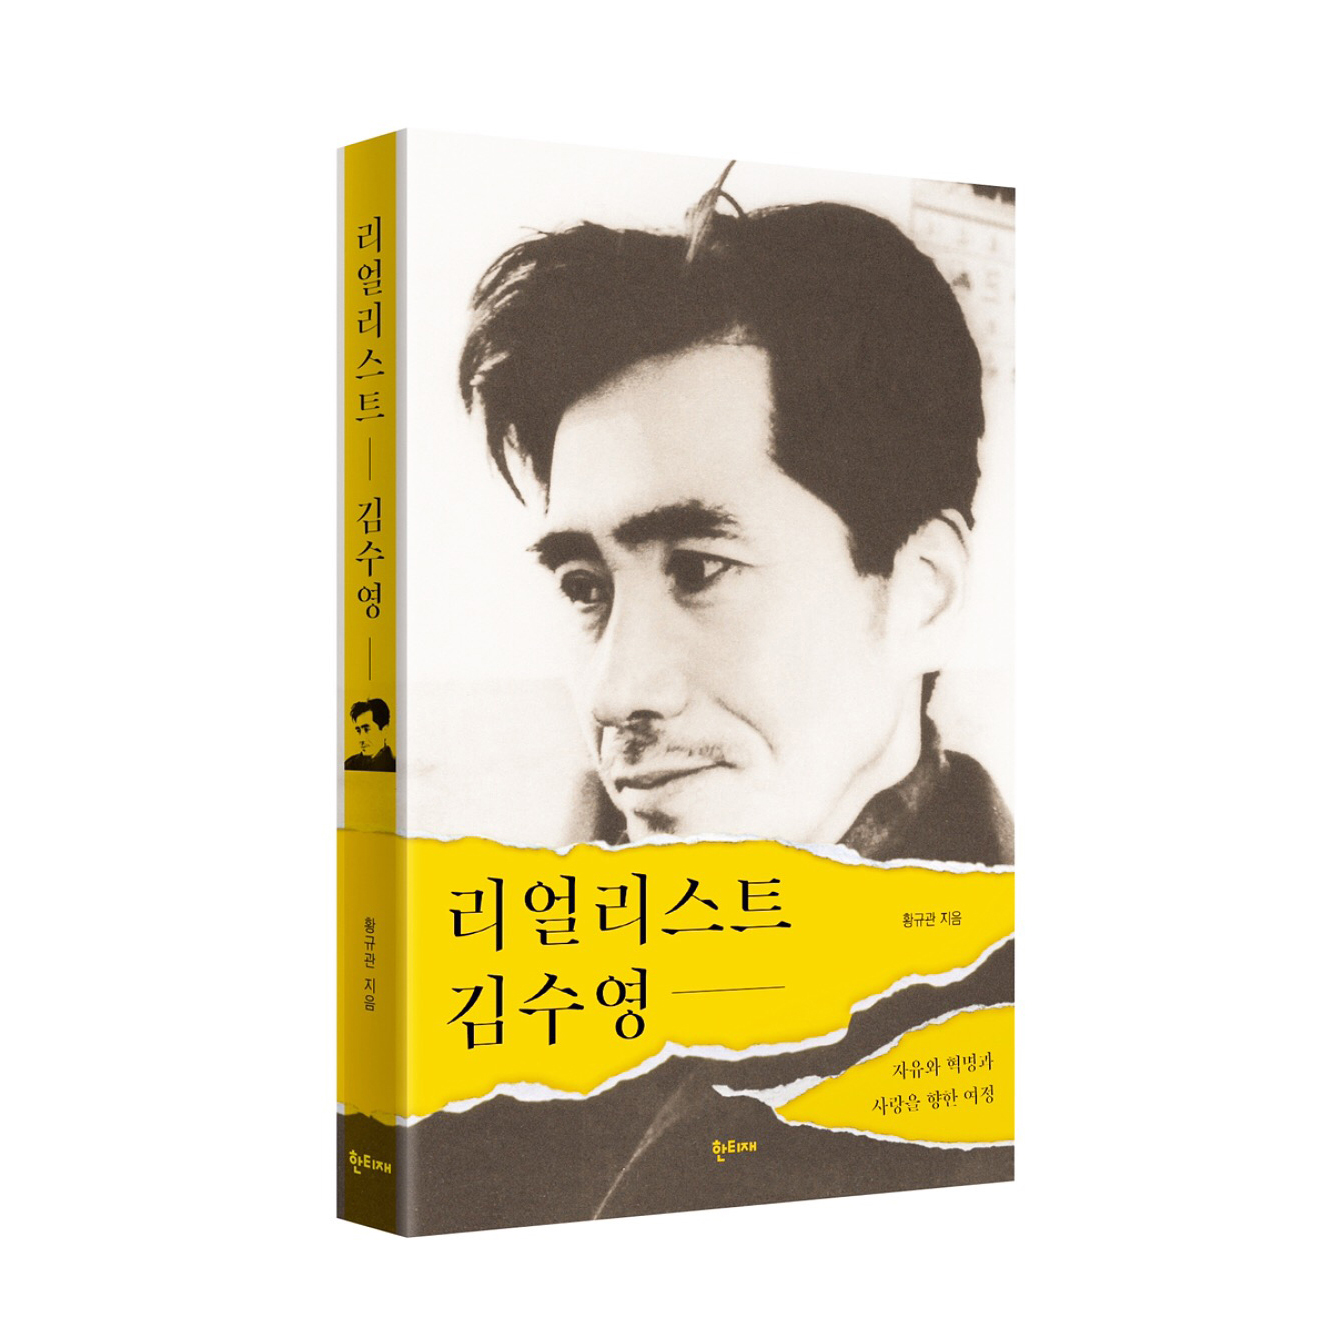 리얼리스트 — 김수영 —
황규관 지음
한티재
리얼리스트
김수영 —
황규관 지음
자유와 혁명과
사랑을 향한 여정
한티재